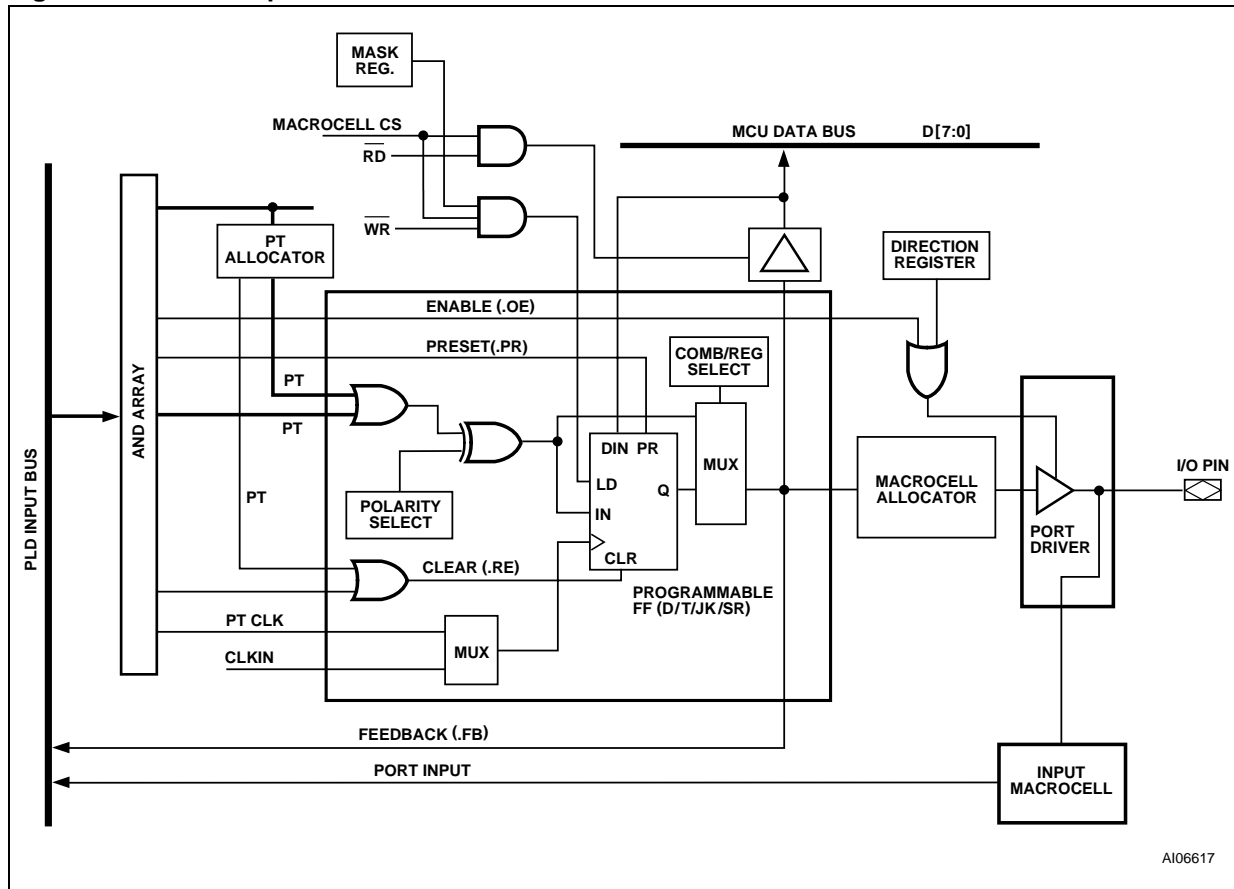 MASK
REG.
MACROCELL CS
RD
WR
MCU DATA BUS D[7:0]
PT
ALLOCATOR
DIRECTION
REGISTER
ENABLE (.OE)
PRESET(.PR)
COMB/REG
SELECT
PT
PT
PT
POLARITY
SELECT
DIN PR
LD
IN
Q
CLR
MUX
MACROCELL
ALLOCATOR
PORT
DRIVER
I/O PIN
CLEAR (.RE)
PROGRAMMABLE
FF (D/T/JK/SR)
PT CLK
CLKIN
MUX
AND ARRAY
PLD INPUT BUS
FEEDBACK (.FB)
PORT INPUT
INPUT
MACROCELL
AI06617